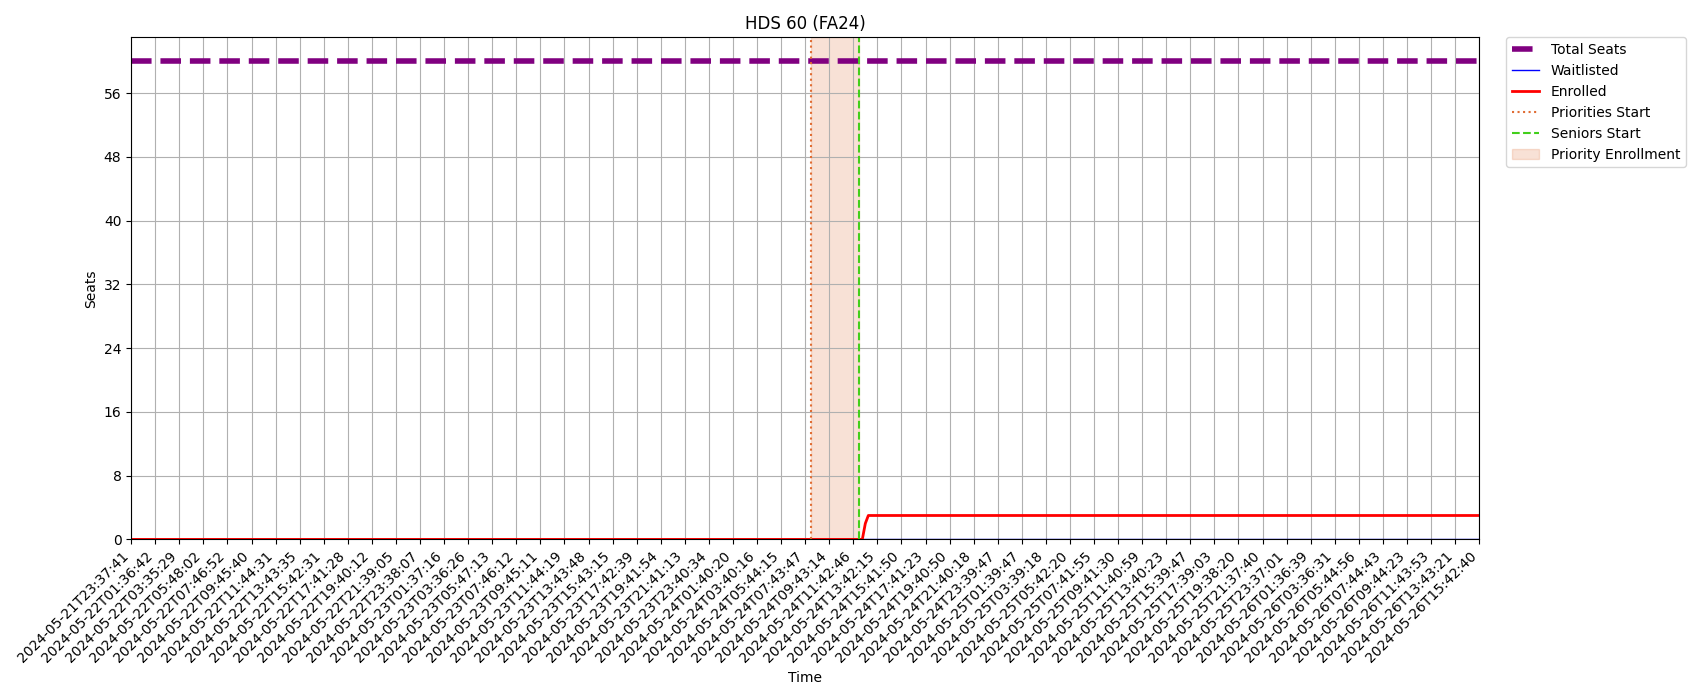 HDS 60 (FA24)
Total Seats
Waitlisted
Enrolled
Priorities Start
Seniors Start
Priority Enrollment
Seats
56
48
40
32
24
16
8
0
2024-05-21T23:37:41
2024-05-22T01:36:42
2024-05-22T03:35:29
2024-05-22T05:48:02
2024-05-22T07:46:52
2024-05-22T09:45:40
2024-05-22T11:44:31
2024-05-22T13:43:35
2024-05-22T15:42:31
2024-05-22T17:41:28
2024-05-22T19:40:12
2024-05-22T21:39:05
2024-05-22T23:38:07
2024-05-23T01:37:16
2024-05-23T03:36:26
2024-05-23T05:47:13
2024-05-23T07:46:12
2024-05-23T09:45:11
2024-05-23T11:44:19
2024-05-23T13:43:48
2024-05-23T15:43:15
2024-05-23T17:42:39
2024-05-23T19:41:54
2024-05-23T21:41:13
2024-05-23T23:40:34
2024-05-24T01:40:20
2024-05-24T03:40:16
2024-05-24T05:44:15
2024-05-24T07:43:47
2024-05-24T09:43:14
2024-05-24T11:42:46
2024-05-24T13:42:15
2024-05-24T15:41:50
2024-05-24T17:41:23
2024-05-24T19:40:50
2024-05-24T21:40:18
2024-05-24T23:39:47
2024-05-25T01:39:47
2024-05-25T03:39:18
2024-05-25T05:42:20
2024-05-25T07:41:55
2024-05-25T09:41:30
2024-05-25T11:40:59
2024-05-25T13:40:23
2024-05-25T15:39:47
2024-05-25T17:39:03
2024-05-25T19:38:20
2024-05-25T21:37:40
2024-05-25T23:37:01
2024-05-26T01:36:39
2024-05-26T03:36:31
2024-05-26T05:44:56
2024-05-26T07:44:43
2024-05-26T09:44:23
2024-05-26T11:43:53
2024-05-26T13:43:21
2024-05-26T15:42:40
Time